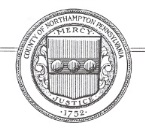 COUNTY OF NORTHAMPTON PENNSYLVANIA
MERCY
JUSTICE
·1752·